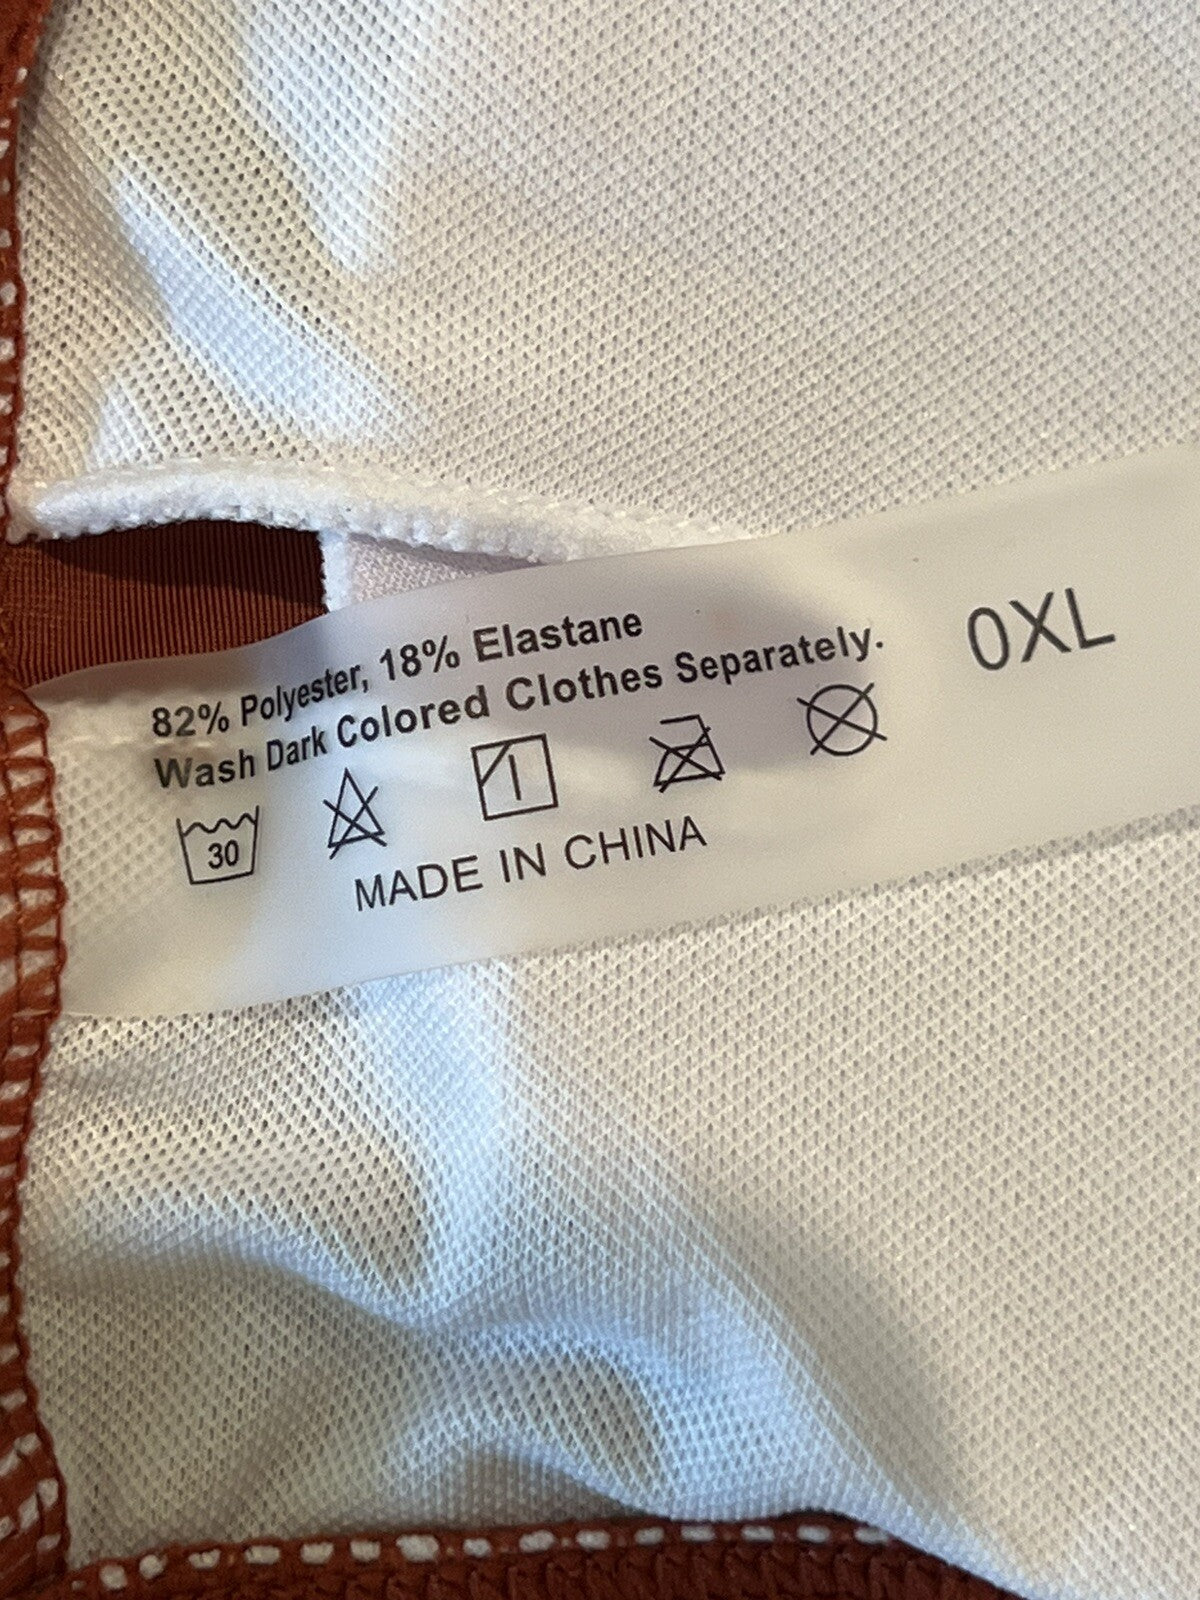 82% Polyester, 18% Elastane
Wash Dark Colored Clothes Separately.
30
MADE IN CHINA
0XL